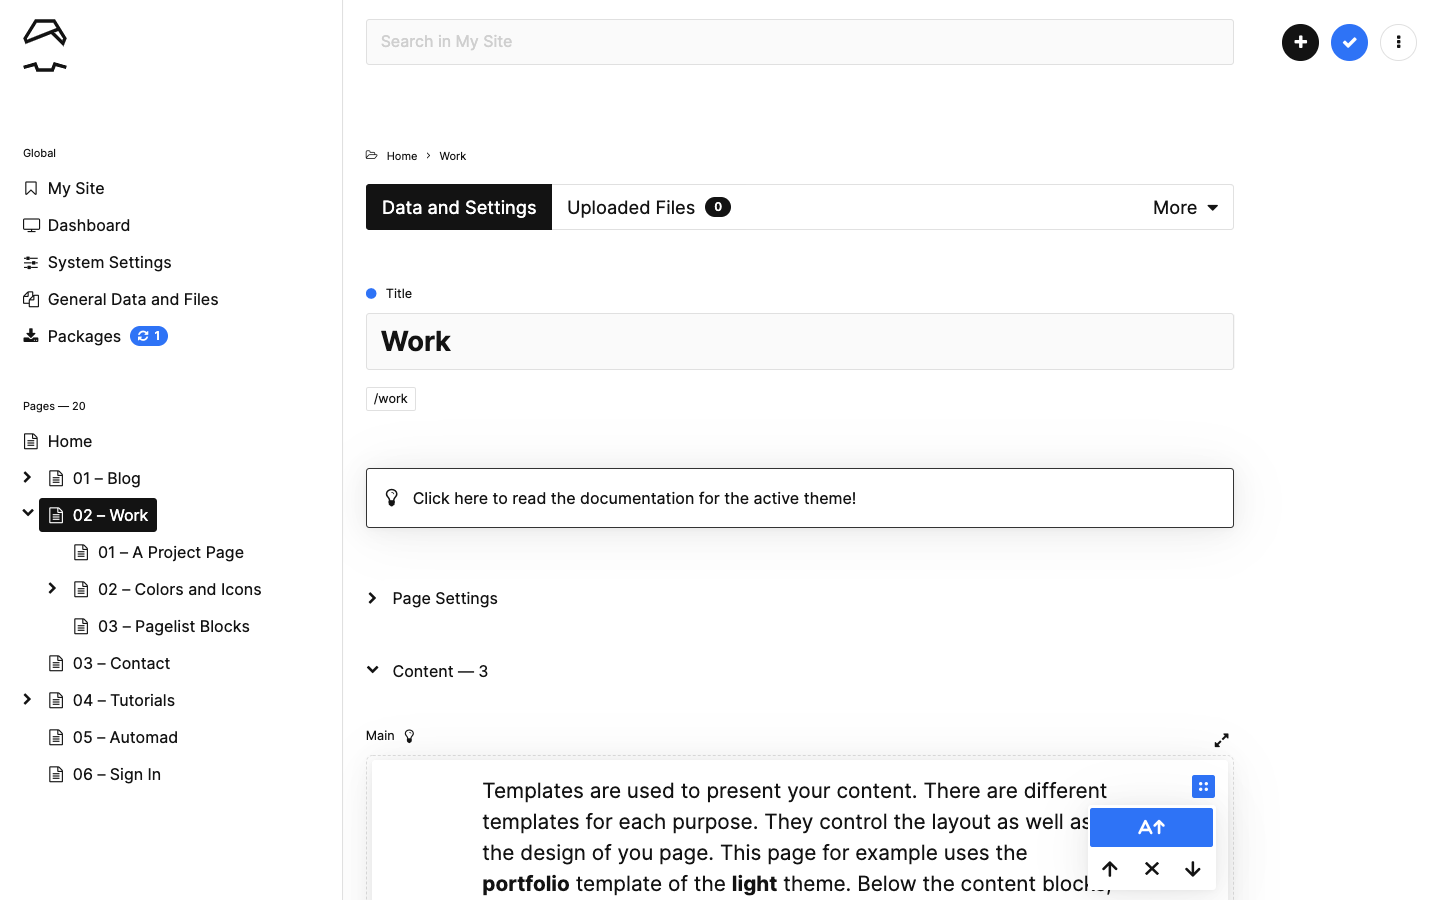 Search in My Site
Global
My Site
Dashboard
System Settings
General Data and Files
Packages 1
Pages — 20
Home
01 – Blog
02 – Work
01 – A Project Page
02 – Colors and Icons
03 – Pagelist Blocks
03 – Contact
04 – Tutorials
05 – Automad
06 – Sign In
Home › Work
Data and Settings Uploaded Files 0 More
Title
Work
/work
Click here to read the documentation for the active theme!
Page Settings
Content — 3
Main
Templates are used to present your content. There are different
templates for each purpose. They control the layout as well as
the design of you page. This page for example uses the
portfolio template of the light theme. Below the content blocks,
A↑